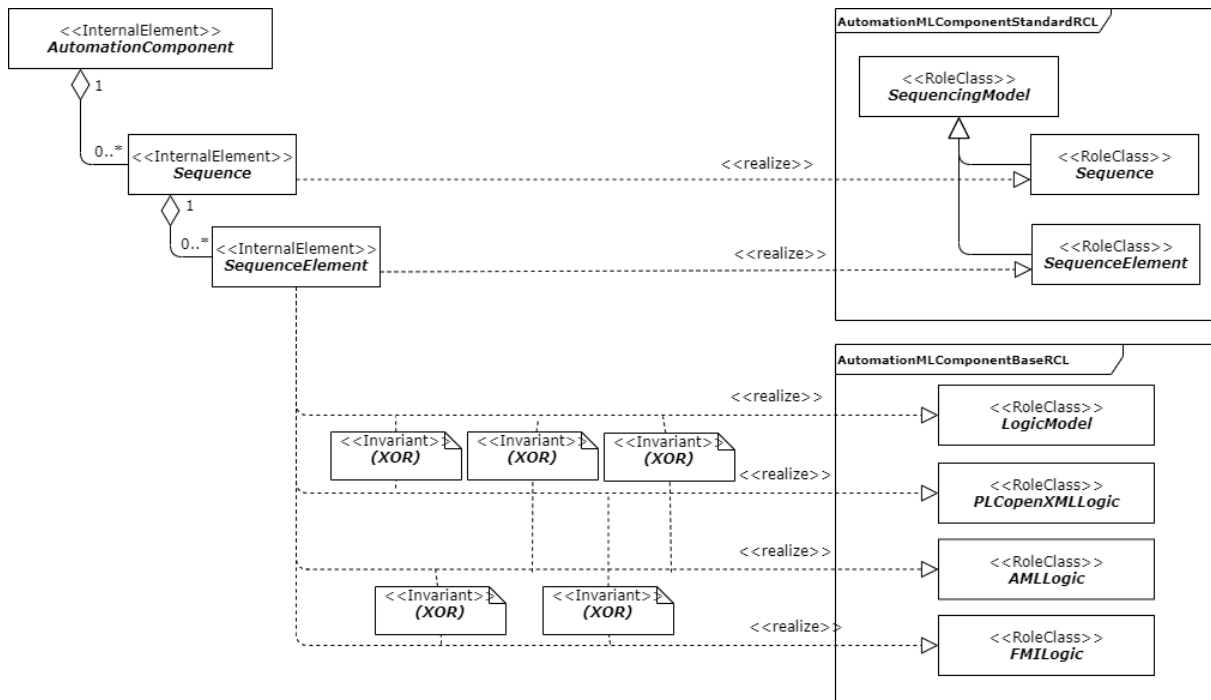 <<InternalElement>>
AutomationComponent
1
0..*
<<InternalElement>>
Sequence
1
0..*
<<InternalElement>>
SequenceElement
<<realize>>
<<realize>>
AutomationMLComponentStandardRCL
<<RoleClass>>
SequencingModel
<<RoleClass>>
Sequence
<<RoleClass>>
SequenceElement
AutomationMLComponentBaseRCL
<<realize>>
<<RoleClass>>
LogicModel
<<Invariant>>
(XOR)
<<Invariant>>
(XOR)
<<Invariant>>
(XOR)
<<realize>>
<<RoleClass>>
PLCopenXMLLogic
<<realize>>
<<RoleClass>>
AMLLogic
<<Invariant>>
(XOR)
<<Invariant>>
(XOR)
<<realize>>
<<RoleClass>>
FMILogic